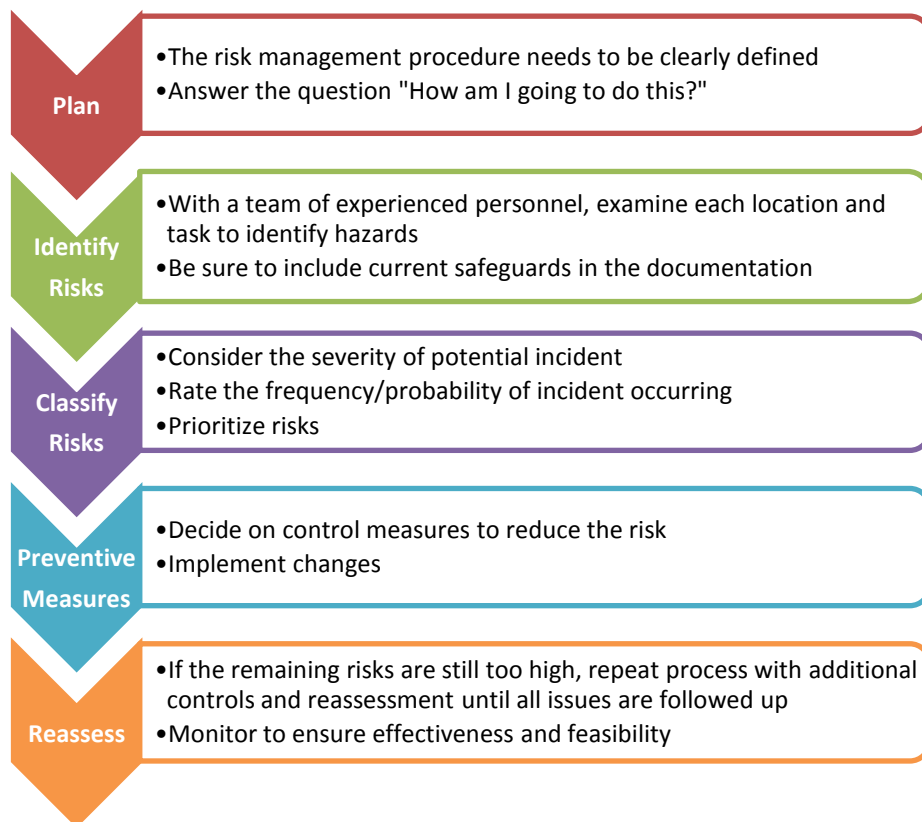 Plan
•The risk management procedure needs to be clearly defined
•Answer the question "How am I going to do this?"
Identify
Risks
•With a team of experienced personnel, examine each location and
task to identify hazards
•Be sure to include current safeguards in the documentation
Classify
Risks
•Consider the severity of potential incident
•Rate the frequency/probability of incident occurring
•Prioritize risks
Preventive
Measures
•Decide on control measures to reduce the risk
•Implement changes
Reassess
•If the remaining risks are still too high, repeat process with additional
controls and reassessment until all issues are followed up
•Monitor to ensure effectiveness and feasibility